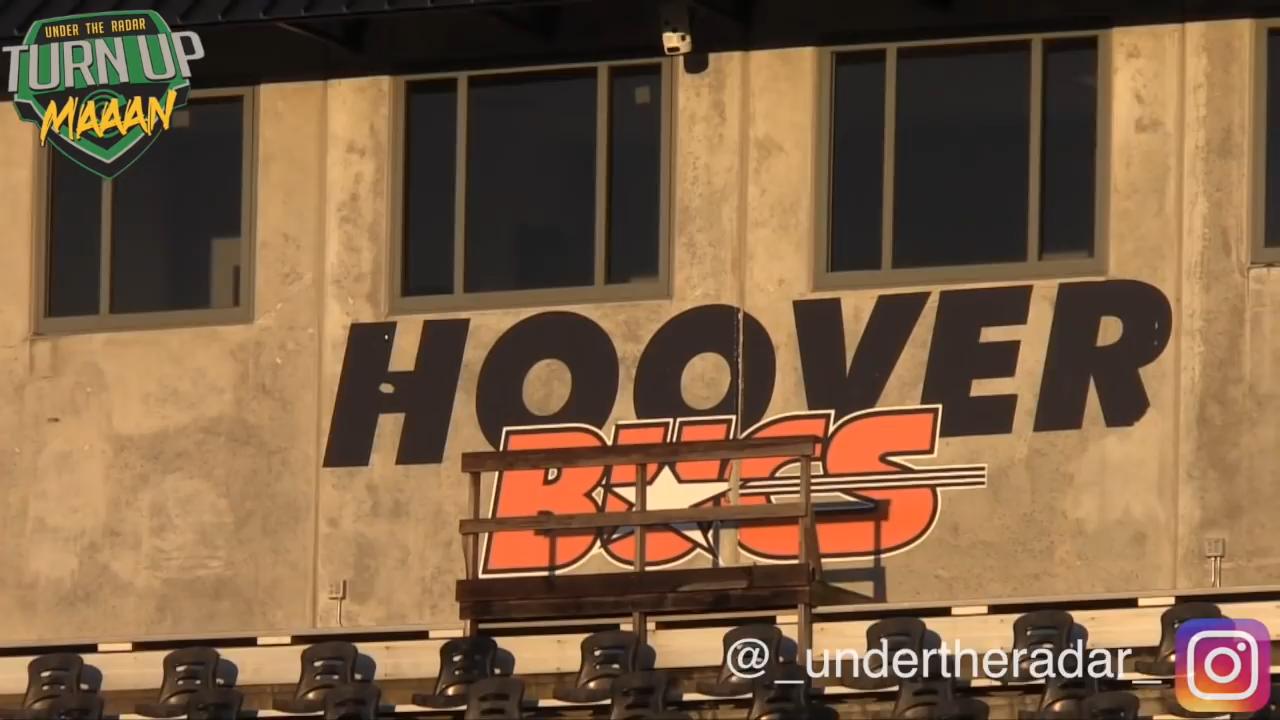 UNDER THE RADAR
TURN UP
MAAAN
HOOVER
BUCS
@_undertheradar_